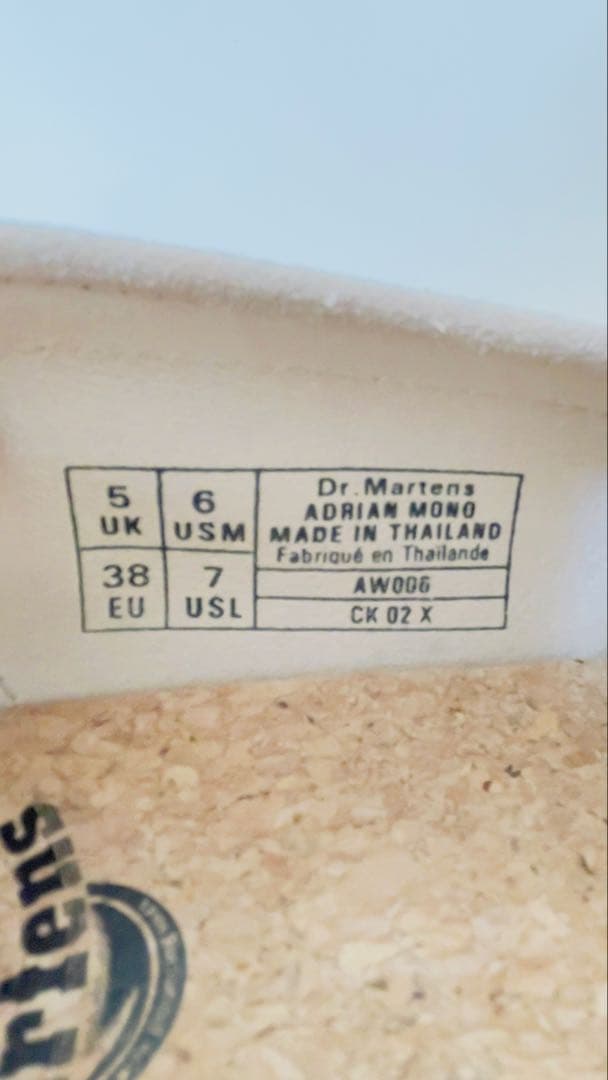 5
UK
6
USM
38
EU
7
USL
Dr.Martens
ADRIAN MONO
MADE IN THAILAND
Fabriqué en Thaïlande
AW006
CK 02 X
rtens